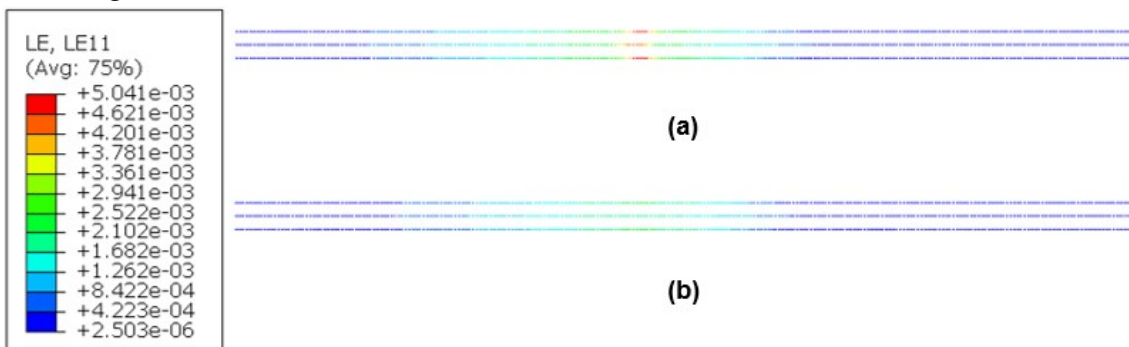 LE, LE11
(Avg: 75%)
+5.041e-03
+4.621e-03
+4.201e-03
+3.781e-03
+3.361e-03
+2.941e-03
+2.522e-03
+2.102e-03
+1.682e-03
+1.262e-03
+8.422e-04
+4.223e-04
+2.503e-06
(a)
(b)